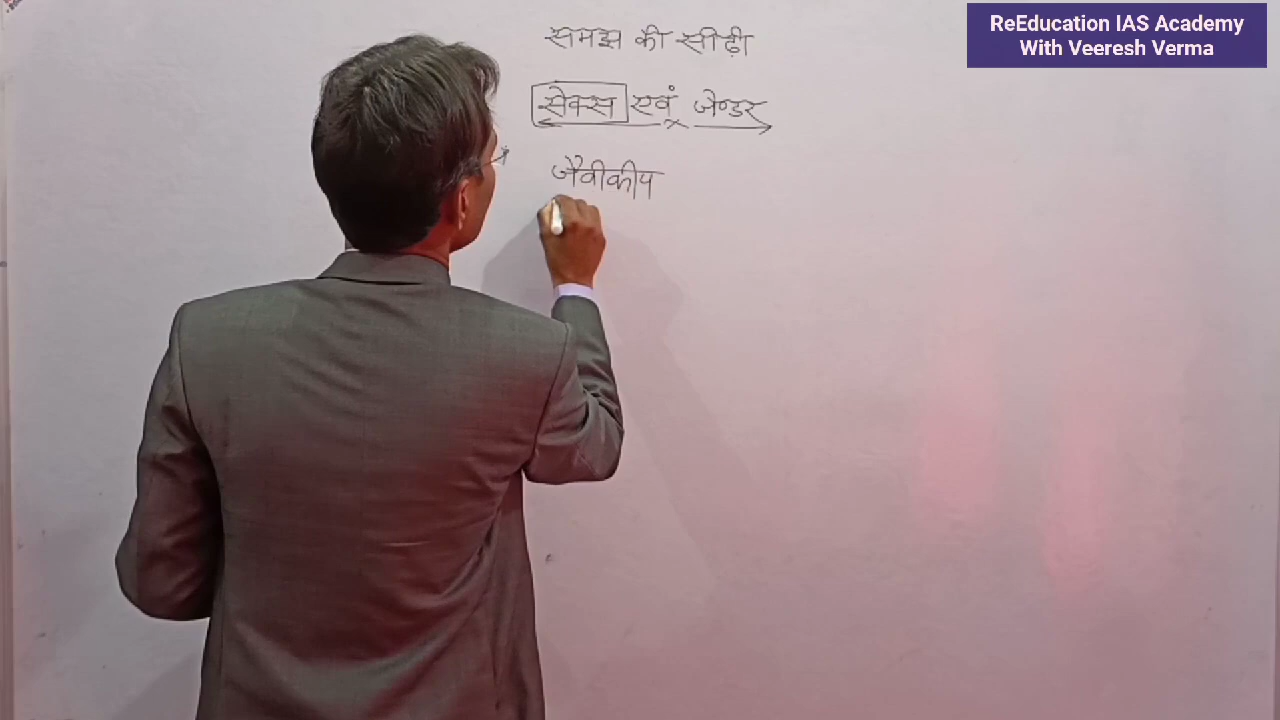 ReEducation IAS Academy
With Veeresh Verma
समझ की सीढ़ी
सेक्स एवं जेन्डर
जैवीकीय